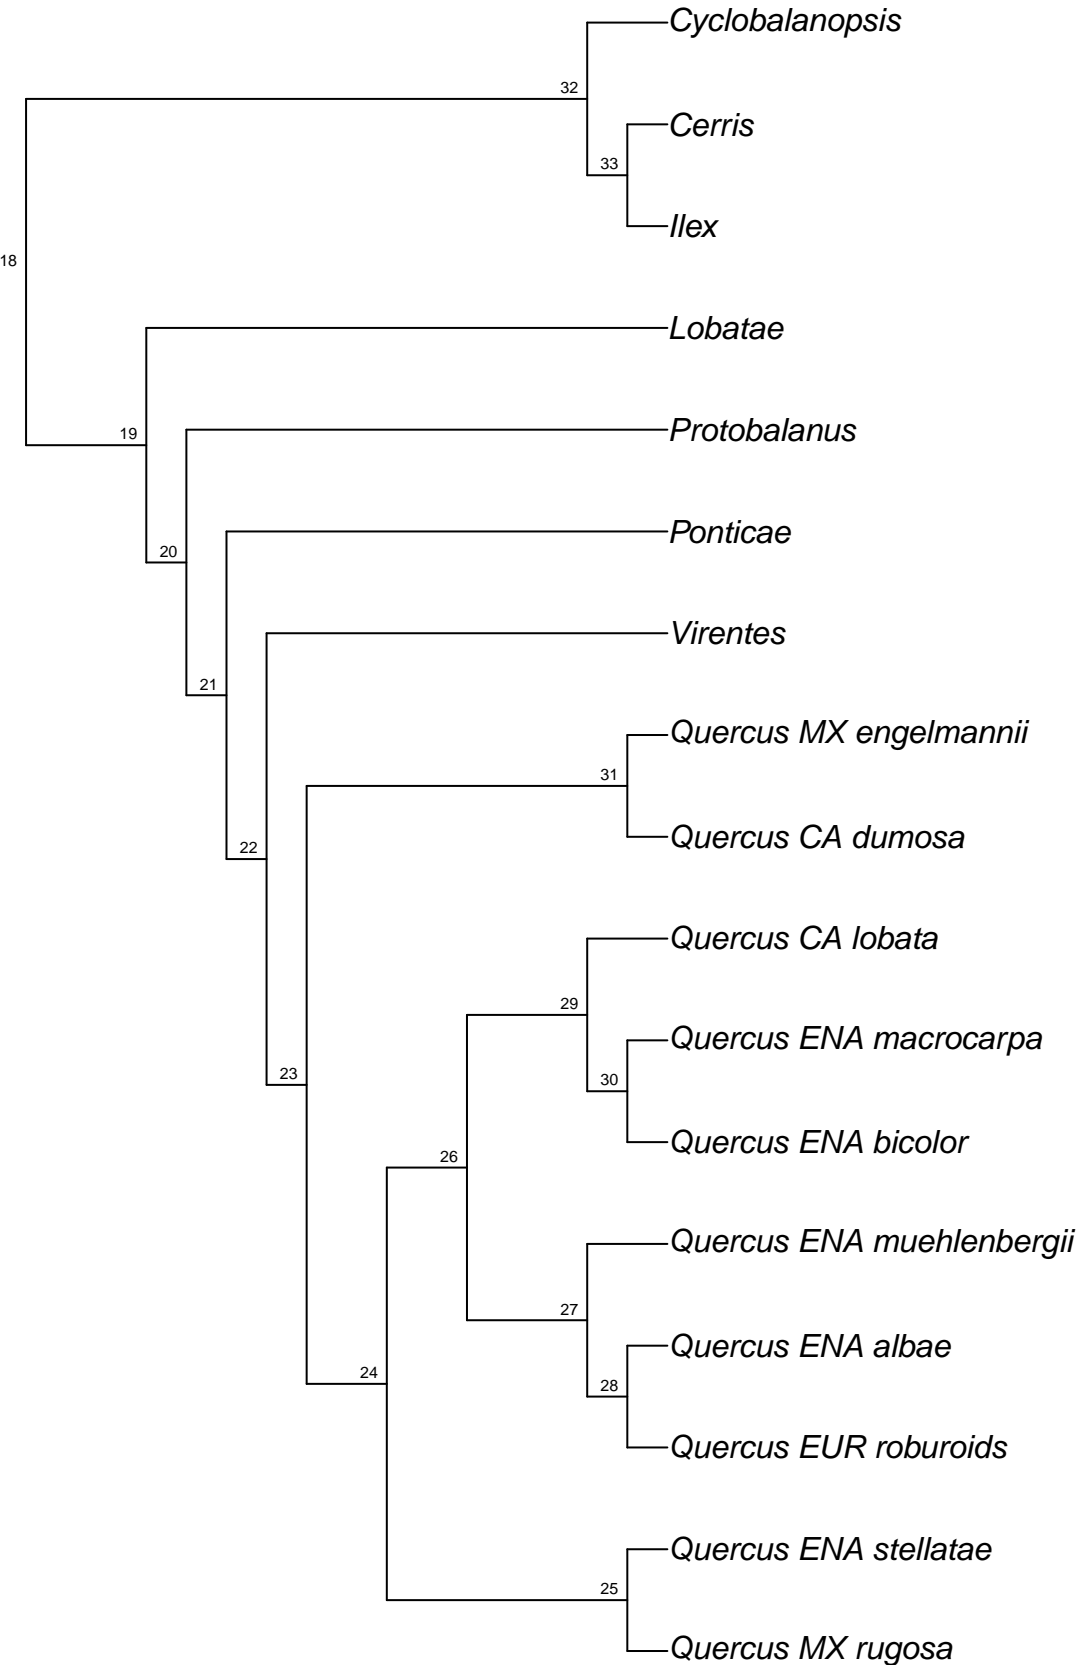 Cyclobalanopsis
32
Cerris
33
Ilex
18
Lobatae
19
Protobalanus
20
Ponticae
21
Virentes
Quercus MX engelmannii
31
Quercus CA dumosa
22
Quercus CA lobata
29
Quercus ENA macrocarpa
23
30
Quercus ENA bicolor
26
Quercus ENA muehlenbergii
27
Quercus ENA albae
24
28
Quercus EUR roburoids
Quercus ENA stellatae
25
Quercus MX rugosa